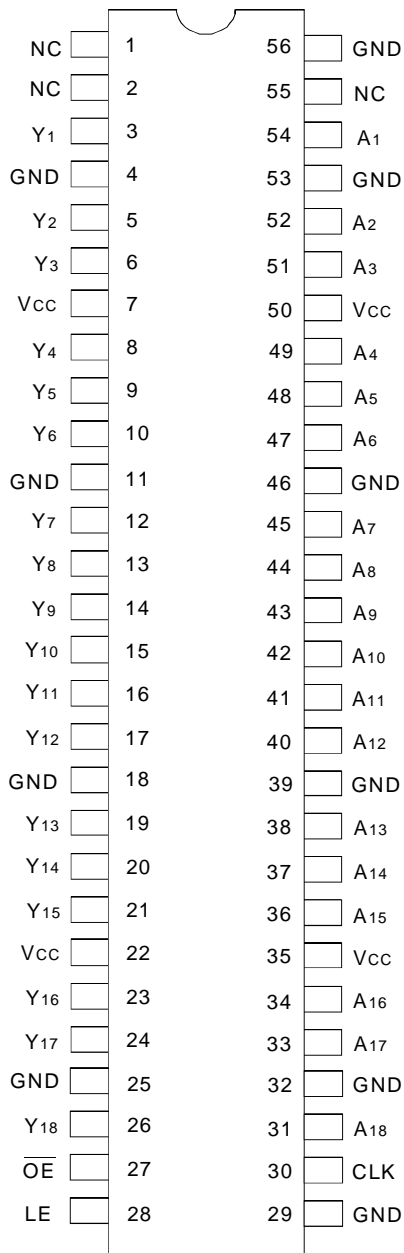 NC 1 56 GND
NC 2 55 NC
Y1 3 54 A1
GND 4 53 GND
Y2 5 52 A2
Y3 6 51 A3
VCC 7 50 VCC
Y4 8 49 A4
Y5 9 48 A5
Y6 10 47 A6
GND 11 46 GND
Y7 12 45 A7
Y8 13 44 A8
Y9 14 43 A9
Y10 15 42 A10
Y11 16 41 A11
Y12 17 40 A12
GND 18 39 GND
Y13 19 38 A13
Y14 20 37 A14
Y15 21 36 A15
VCC 22 35 VCC
Y16 23 34 A16
Y17 24 33 A17
GND 25 32 GND
Y18 26 31 A18
O̅E̅ 27 30 CLK
LE 28 29 GND